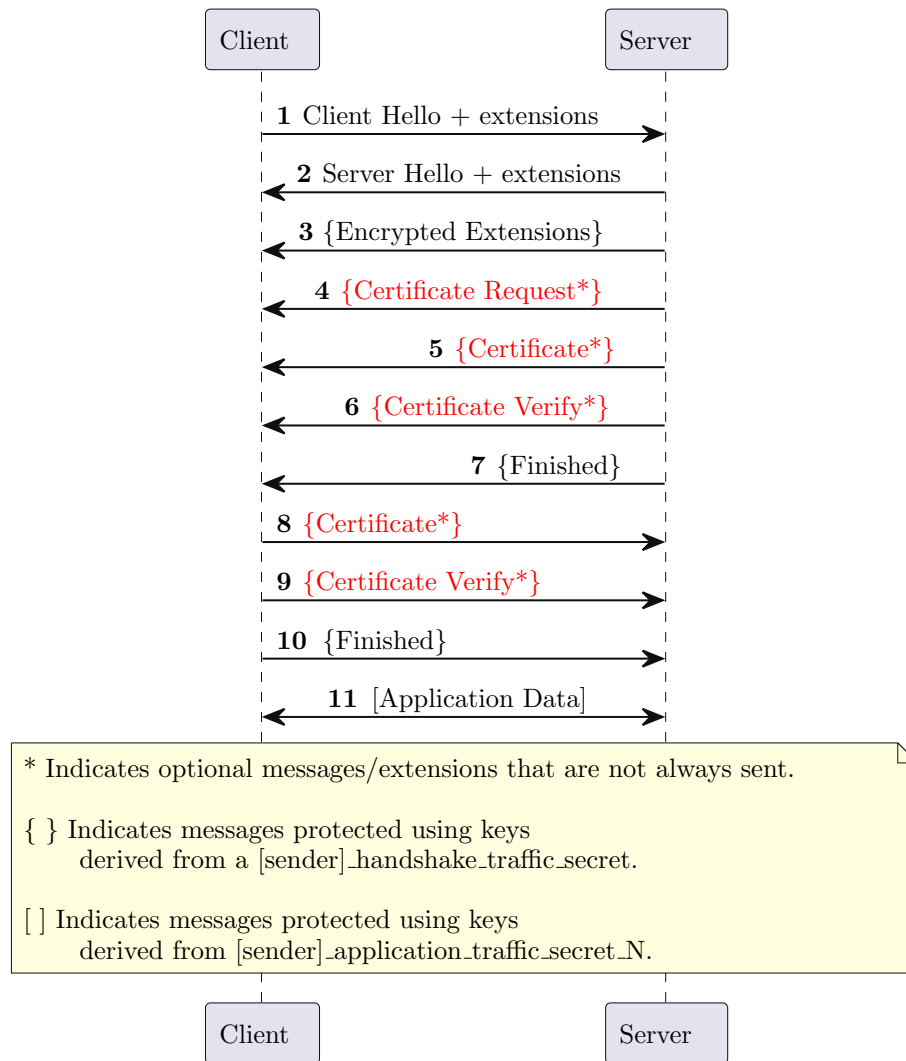 Client Server
1 Client Hello + extensions
2 Server Hello + extensions
3 {Encrypted Extensions}
4 {Certificate Request*}
5 {Certificate*}
6 {Certificate Verify*}
7 {Finished}
8 {Certificate*}
9 {Certificate Verify*}
10 {Finished}
11 [Application Data]
* Indicates optional messages/extensions that are not always sent.
{ } Indicates messages protected using keys
derived from a [sender]_handshake_traffic_secret.
[ ] Indicates messages protected using keys
derived from [sender]_application_traffic_secret_N.
Client Server